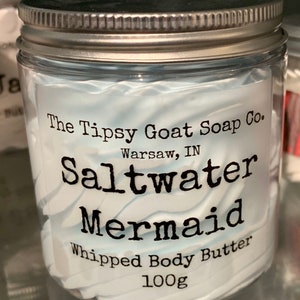 The Tipsy Goat Soap Co.
Warsaw, IN
Saltwater
Mermaid
Whipped Body Butter
100g